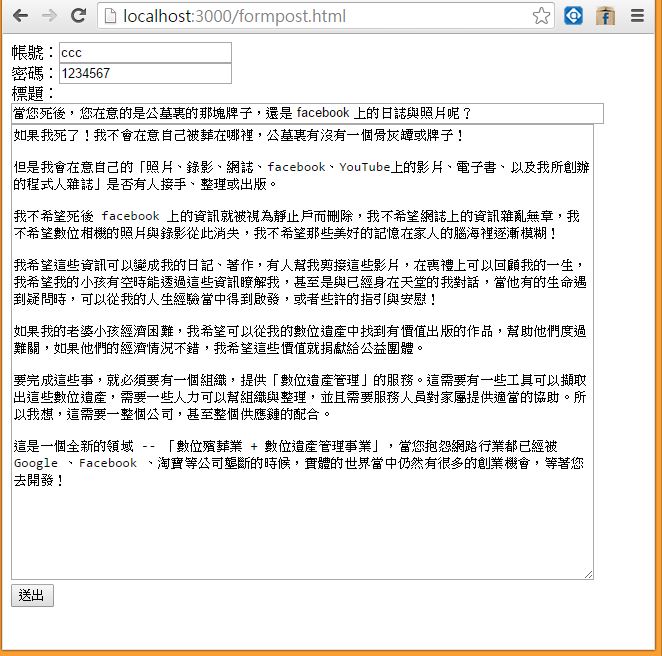 localhost:3000/formpost.html
帳號：ccc
密碼：1234567
標題：
當您死後，您在意的是公墓裏的那塊牌子，還是 facebook 上的日誌與照片呢？
如果我死了！我不會在意自己被葬在哪裡，公墓裏有沒有一個骨灰罈或牌子！
但是我會在意自己的「照片、錄影、網誌、facebook、YouTube上的影片、電子書、以及我所創辦
的程式人雜誌」是否有人接手、整理或出版。
我不希望死後 facebook 上的資訊就被視為靜止戶而刪除，我不希望網誌上的資訊雜亂無章，我
不希望數位相機的照片與錄影從此消失，我不希望那些美好的記憶在家人的腦海裡逐漸模糊！
我希望這些資訊可以變成我的日記、著作，有人幫我剪接這些影片，在喪禮上可以回顧我的一生，
我希望我的小孩有空時能透過這些資訊瞭解我，甚至是與已經身在天堂的我對話，當他有的生命遇
到疑問時，可以從我的人生經驗當中得到啟發，或者些許的指引與安慰！
如果我的老婆小孩經濟困難，我希望可以從我的數位遺產中找到有價值出版的作品，幫助他們度過
難關，如果他們的經濟情況不錯，我希望這些價值就捐獻給公益團體。
要完成這些事，就必須要有一個組織，提供「數位遺產管理」的服務。這需要有一些工具可以擷取
出這些數位遺產，需要一些人力可以幫組織與整理，並且需要服務人員對家屬提供適當的協助。所
以我想，這需要一整個公司，甚至整個供應鏈的配合。
這是一個全新的領域 -- 「數位殯葬業 + 數位遺產管理事業」，當您抱怨網路行業都已經被
Google 、Facebook 、淘寶等公司壟斷的時候，實體的世界當中仍然有很多的創業機會，等著您
去開發！
送出